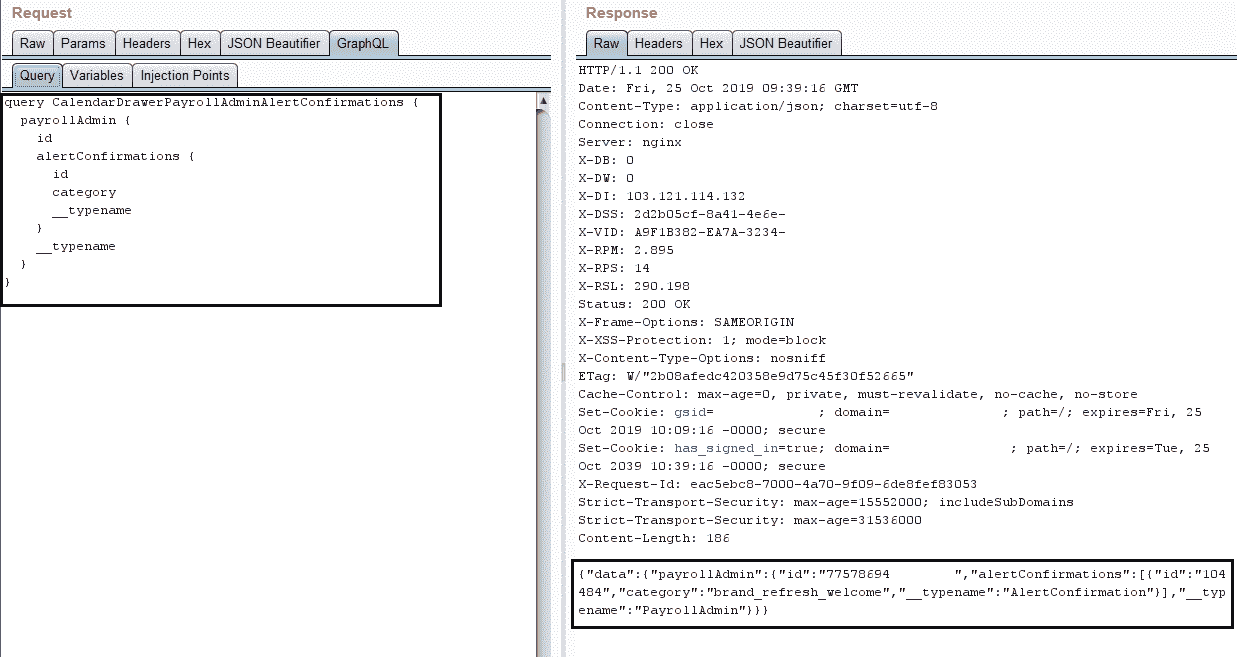 Request
Raw Params Headers Hex JSON Beautifier GraphQL
Query Variables Injection Points
query CalendarDrawerPayrollAdminAlertConfirmations {
payrollAdmin {
id
alertConfirmations {
id
category
__typename
}
__typename
}
}
Response
Raw Headers Hex JSON Beautifier
HTTP/1.1 200 OK
Date: Fri, 25 Oct 2019 09:39:16 GMT
Content-Type: application/json; charset=utf-8
Connection: close
Server: nginx
X-DB: 0
X-DW: 0
X-DI: 103.121.114.132
X-DSS: 2d2b05cf-8a41-4e6e-
X-VID: A9F1B382-EA7A-3234-
X-RPM: 2.895
X-RPS: 14
X-RSL: 290.198
Status: 200 OK
X-Frame-Options: SAMEORIGIN
X-XSS-Protection: 1; mode=block
X-Content-Type-Options: nosniff
ETag: W/"2b08afedc420358e9d75c45f30f52665"
Cache-Control: max-age=0, private, must-revalidate, no-cache, no-store
Set-Cookie: gsid= ; domain= ; path=/; expires=Fri, 25
Oct 2019 10:09:16 -0000; secure
Set-Cookie: has_signed_in=true; domain= ; path=/; expires=Tue, 25
Oct 2039 10:39:16 -0000; secure
X-Request-Id: eac5ebc8-7000-4a70-9f09-6de8fef83053
Strict-Transport-Security: max-age=15552000; includeSubDomains
Strict-Transport-Security: max-age=31536000
Content-Length: 186
{"data":{"payrollAdmin":{"id":"77578694 ","alertConfirmations":[{"id":"104
484","category":"brand_refresh_welcome","__typename":"AlertConfirmation"}],"__typ
ename":"PayrollAdmin"}}}